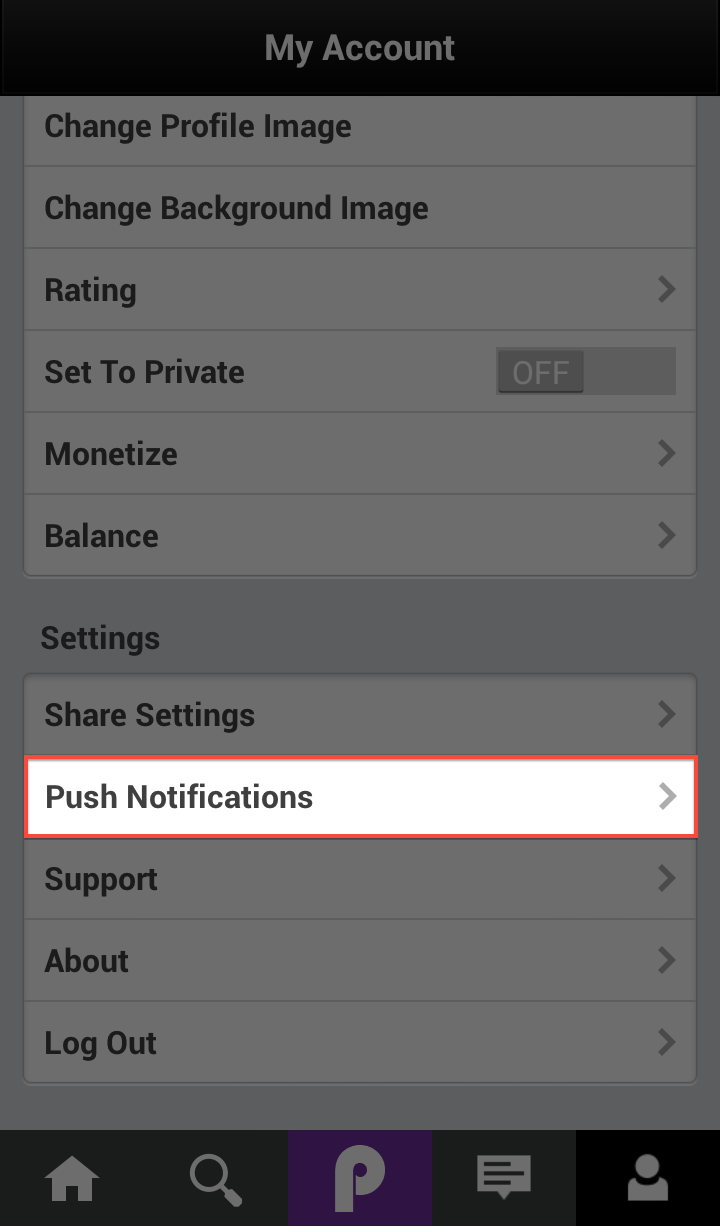 My Account
Change Profile Image
Change Background Image
Rating
Set To Private
OFF
Monetize
Balance
Settings
Share Settings
Push Notifications
Support
About
Log Out